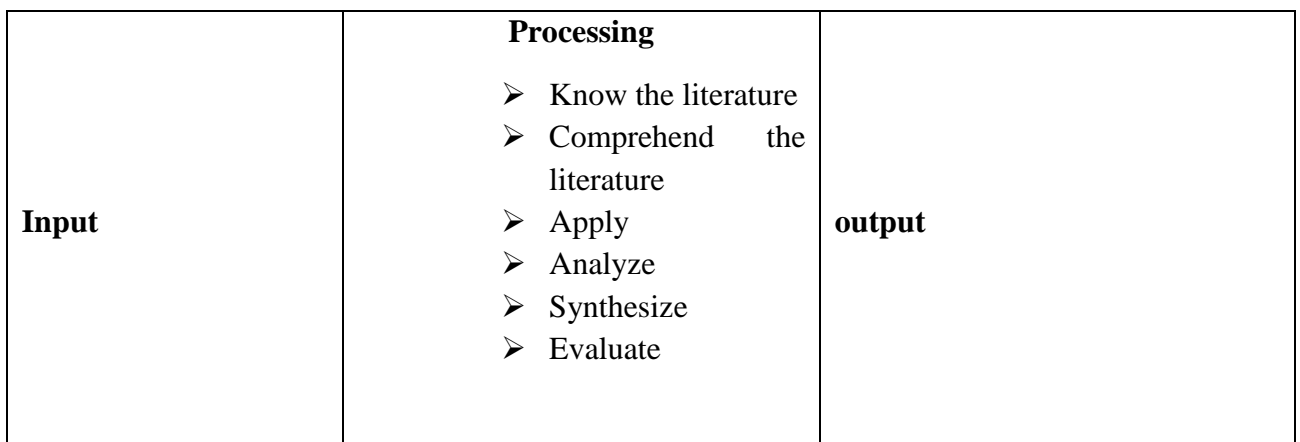 Input
Processing
➢ Know the literature
➢ Comprehend the
literature
➢ Apply
➢ Analyze
➢ Synthesize
➢ Evaluate
output